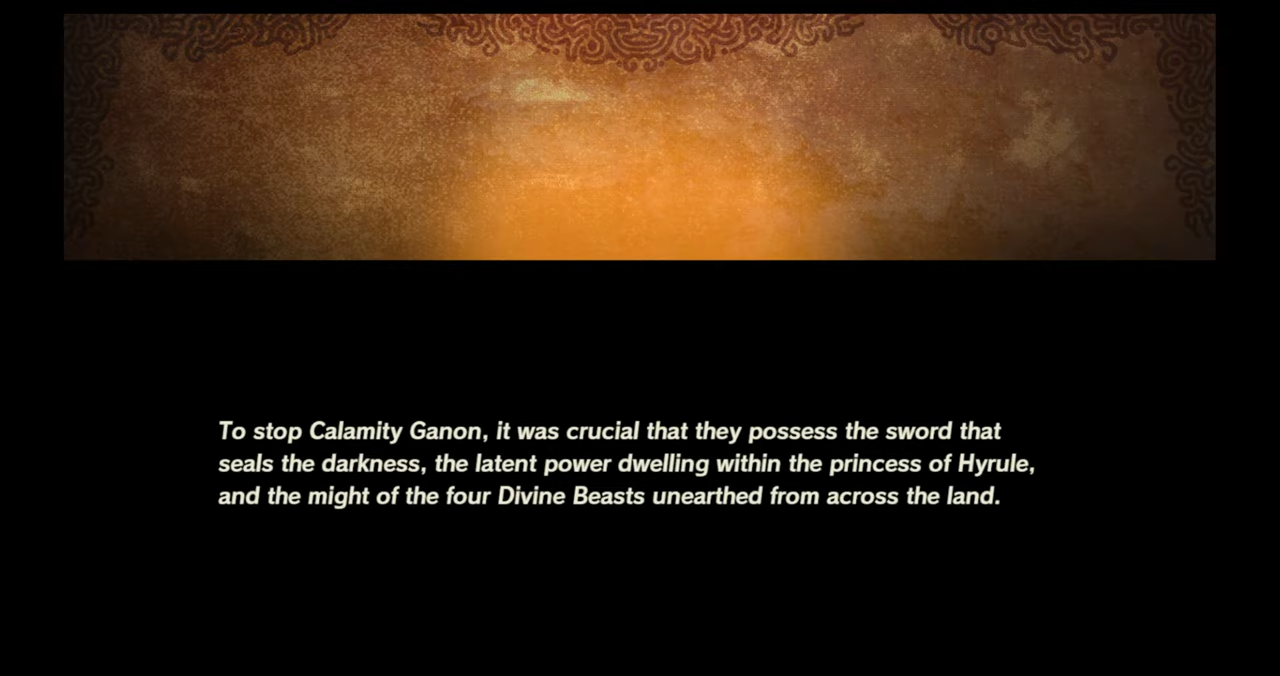 To stop Calamity Ganon, it was crucial that they possess the sword that
seals the darkness, the latent power dwelling within the princess of Hyrule,
and the might of the four Divine Beasts unearthed from across the land.